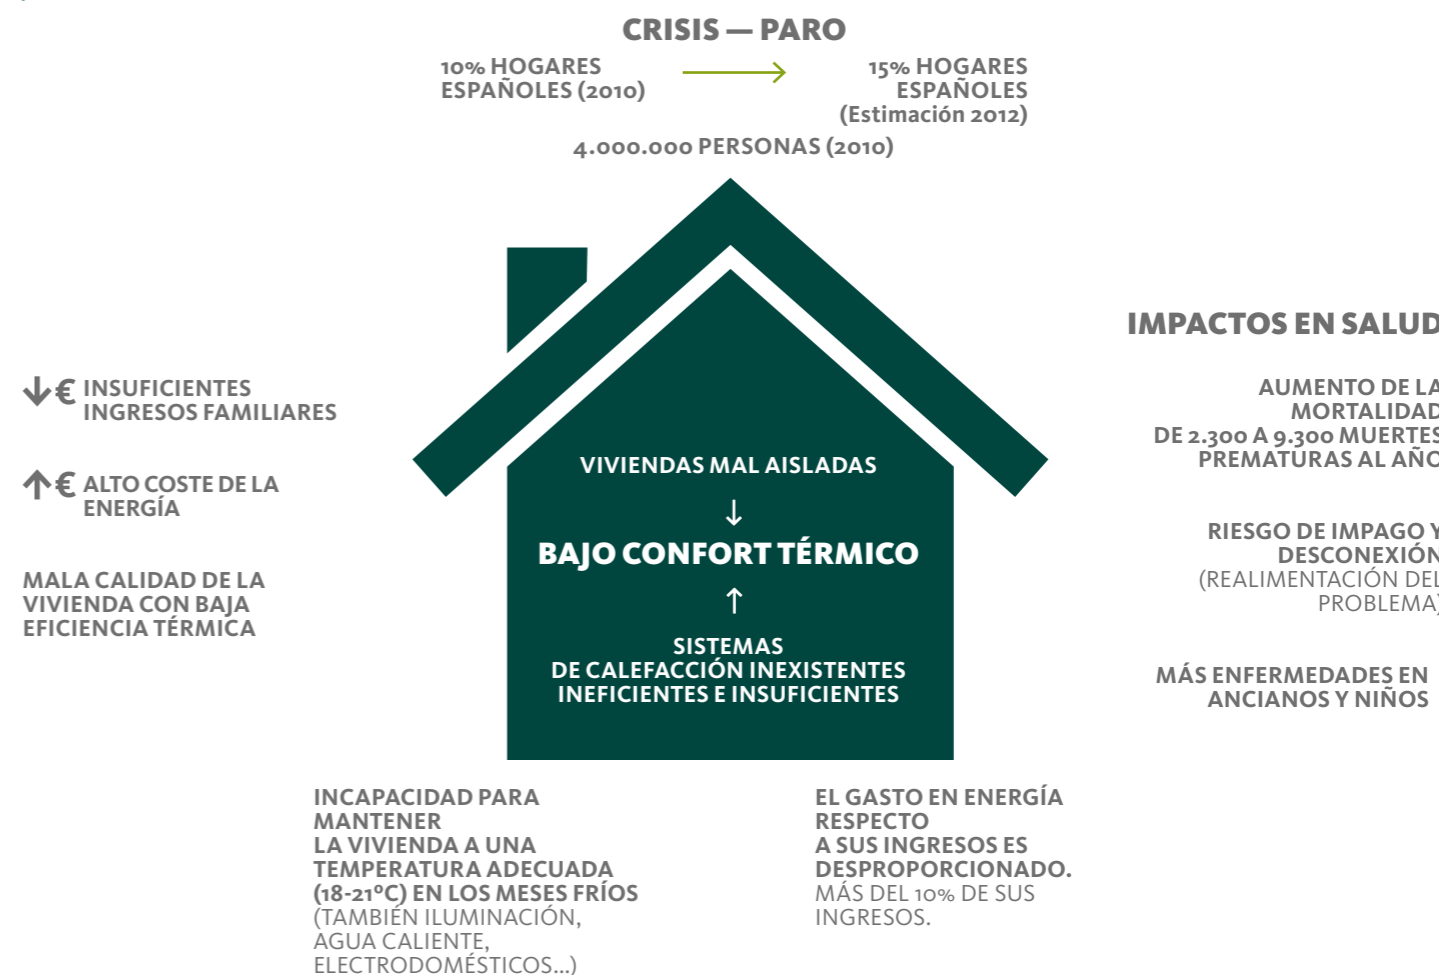 CRISIS — PARO
10% HOGARES
ESPAÑOLES (2010)
15% HOGARES
ESPAÑOLES
(Estimación 2012)
4.000.000 PERSONAS (2010)
↓€ INSUFICIENTES
INGRESOS FAMILIARES
↑€ ALTO COSTE DE LA
ENERGÍA
MALA CALIDAD DE LA
VIVIENDA CON BAJA
EFICIENCIA TÉRMICA
VIVIENDAS MAL AISLADAS
BAJO CONFORT TÉRMICO
SISTEMAS
DE CALEFACCIÓN INEXISTENTES
INEFICIENTES E INSUFICIENTES
IMPACTOS EN SALUD
AUMENTO DE LA
MORTALIDAD
DE 2.300 A 9.300 MUERTES
PREMATURAS AL AÑO
RIESGO DE IMPAGO Y
DESCONEXIÓN
(REALIMENTACIÓN DEL
PROBLEMA)
MÁS ENFERMEDADES EN
ANCIANOS Y NIÑOS
INCAPACIDAD PARA
MANTENER
LA VIVIENDA A UNA
TEMPERATURA ADECUADA
(18-21ºC) EN LOS MESES FRÍOS
(TAMBIÉN ILUMINACIÓN,
AGUA CALIENTE,
ELECTRODOMÉSTICOS...)
EL GASTO EN ENERGÍA
RESPECTO
A SUS INGRESOS ES
DESPROPORCIONADO.
MÁS DEL 10% DE SUS
INGRESOS.